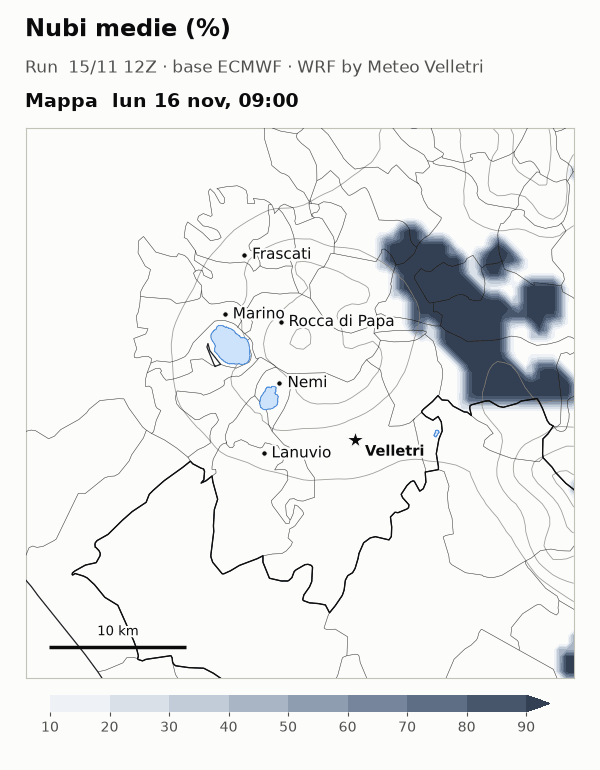 Nubi medie (%)
Run  15/11 12Z · base ECMWF · WRF by Meteo Velletri
Mappa  lun 16 nov, 09:00
Frascati
Marino
Rocca di Papa
Nemi
Velletri
Lanuvio
10 km
10 20 30 40 50 60 70 80 90